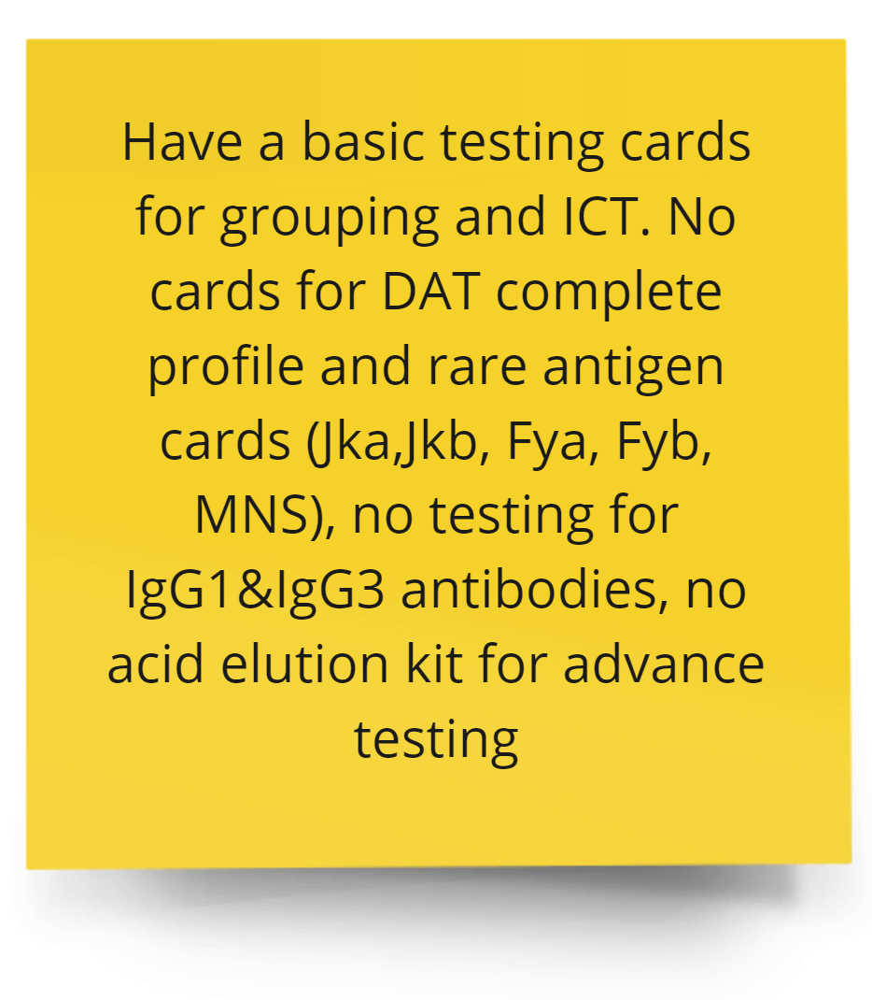 Have a basic testing cards
for grouping and ICT. No
cards for DAT complete
profile and rare antigen
cards (Jka,Jkb, Fya, Fyb,
MNS), no testing for
IgG1&IgG3 antibodies, no
acid elution kit for advance
testing